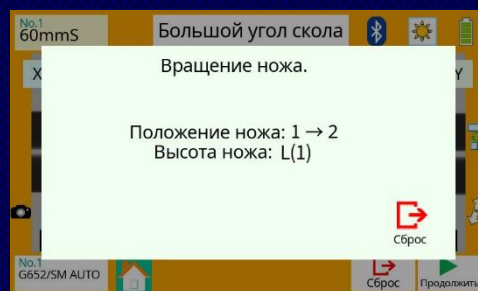 No.1
60mmS
Большой угол скола
X
Y
Вращение ножа.
Положение ножа: 1 → 2
Высота ножа: L(1)
Сброс
No.1
G652/SM AUTO
Сброс
Продолжить